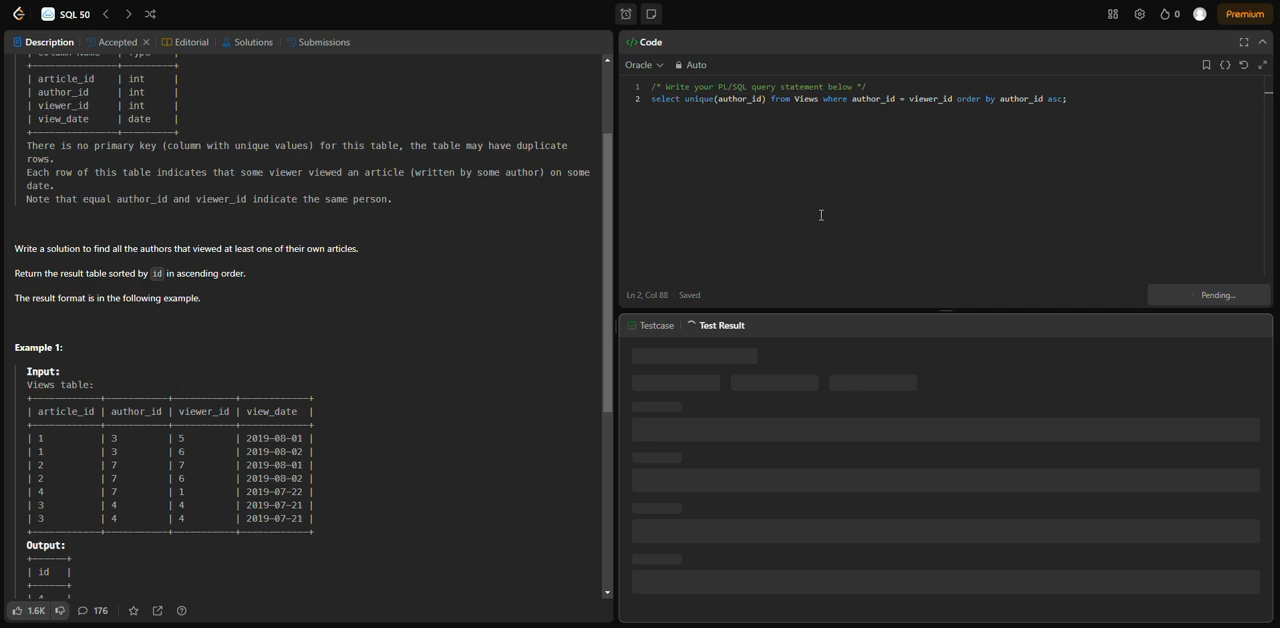 SQL 50
0
Premium
Description
Accepted
Editorial
Solutions
Submissions
+---------------+---------+
| article_id | int |
| author_id | int |
| viewer_id | int |
| view_date | date |
+---------------+---------+
There is no primary key (column with unique values) for this table, the table may have duplicate
rows.
Each row of this table indicates that some viewer viewed an article (written by some author) on some
date.
Note that equal author_id and viewer_id indicate the same person.
Write a solution to find all the authors that viewed at least one of their own articles.
Return the result table sorted by id in ascending order.
The result format is in the following example.
Example 1:
Input:
Views table:
+------------+-----------+-----------+------------+
| article_id | author_id | viewer_id | view_date |
+------------+-----------+-----------+------------+
| 1 | 3 | 5 | 2019-08-01 |
| 1 | 3 | 6 | 2019-08-02 |
| 2 | 7 | 7 | 2019-08-01 |
| 2 | 7 | 6 | 2019-08-02 |
| 4 | 7 | 1 | 2019-07-22 |
| 3 | 4 | 4 | 2019-07-21 |
| 3 | 4 | 4 | 2019-07-21 |
+------------+-----------+-----------+------------+
Output:
+------+
| id |
+------+
1.6K
176
</> Code
Oracle
Auto
1 /* Write your PL/SQL query statement below */
2 select unique(author_id) from Views where author_id = viewer_id order by author_id asc;
Ln 2, Col 88
Saved
Pending...
Testcase
Test Result